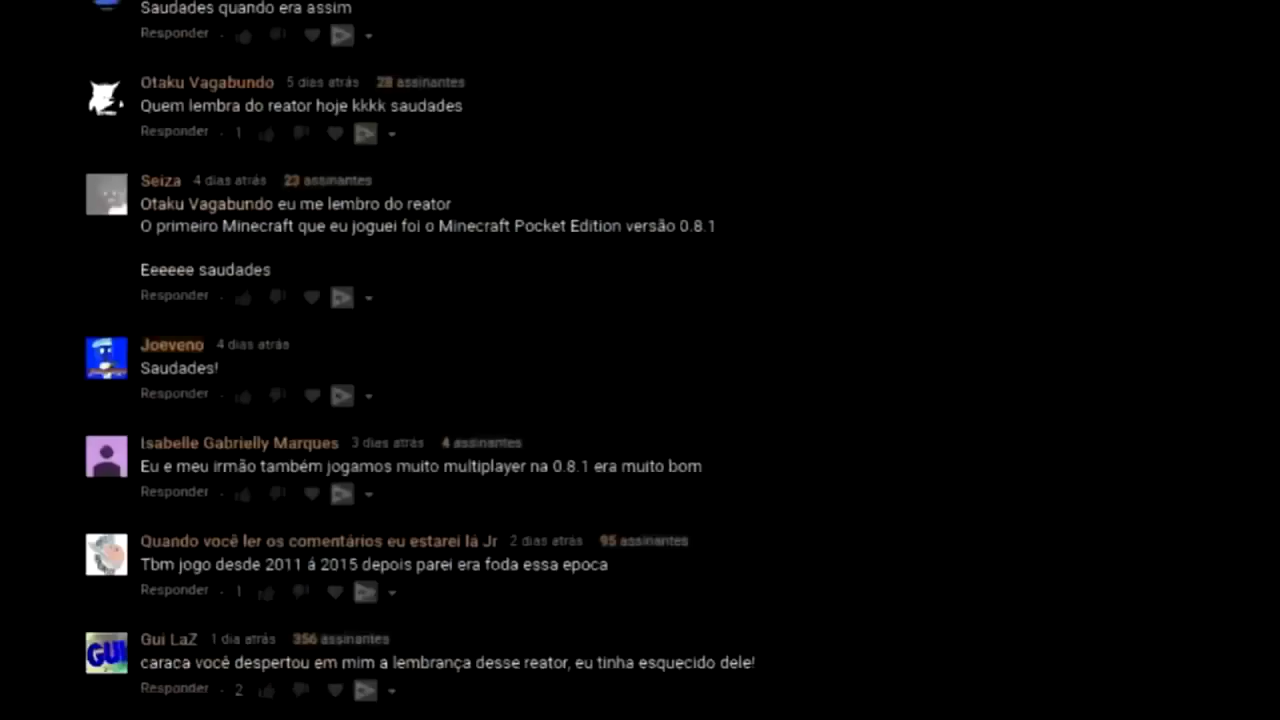 Saudades quando era assim
Responder
Otaku Vagabundo 5 dias atrás 28 assinantes
Quem lembra do reator hoje kkkk saudades
Responder · 1
Seiza 4 dias atrás 23 assinantes
Otaku Vagabundo eu me lembro do reator
O primeiro Minecraft que eu joguei foi o Minecraft Pocket Edition versão 0.8.1
Eeeeee saudades
Responder ·
Joeveno 4 dias atrás
Saudades!
Responder ·
Isabelle Gabrielly Marques 3 dias atrás 4 assinantes
Eu e meu irmão também jogamos muito multiplayer na 0.8.1 era muito bom
Responder ·
Quando você ler os comentários eu estarei lá Jr 2 dias atrás 95 assinantes
Tbm jogo desde 2011 á 2015 depois parei era foda essa epoca
Responder · 1
GUI
Gui LaZ 1 dia atrás 356 assinantes
caraca você despertou em mim a lembrança desse reator, eu tinha esquecido dele!
Responder · 2